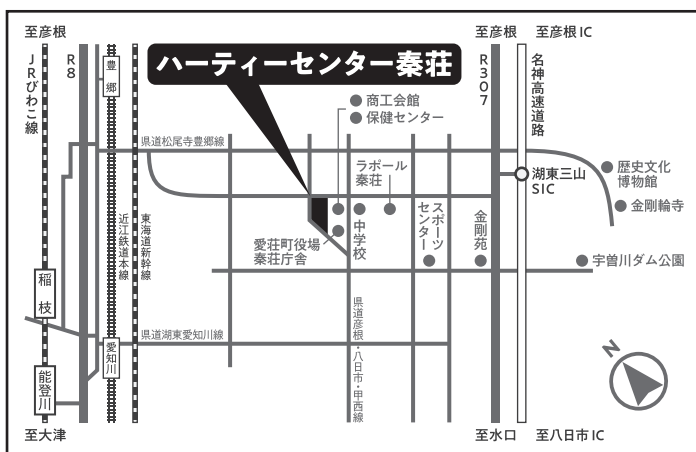 至彦根
至彦根
至彦根IC
JRびわこ線
R8
豊郷
ハーティーセンター秦荘
R307
名神高速道路
商工会館
保健センター
県道松尾寺豊郷線
ラポール
秦荘
湖東三山
SIC
歴史文化
博物館
金剛輪寺
近江鉄道本線
東海道新幹線
愛荘町役場
秦荘庁舎
中学校
スポーツ
センター
金剛苑
宇曽川ダム公園
稲枝
県道湖東愛知川線
愛知川
県道彦根・八日市・甲西線
能登川
N
至大津
至水口
至八日市IC